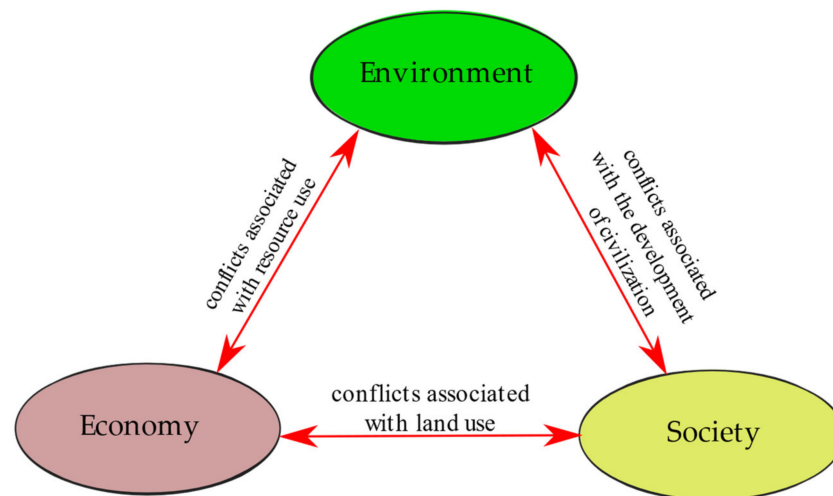 Environment
conflicts associated
with resource use
conflicts associated
with the development
of civilization
Economy
conflicts associated
with land use
Society